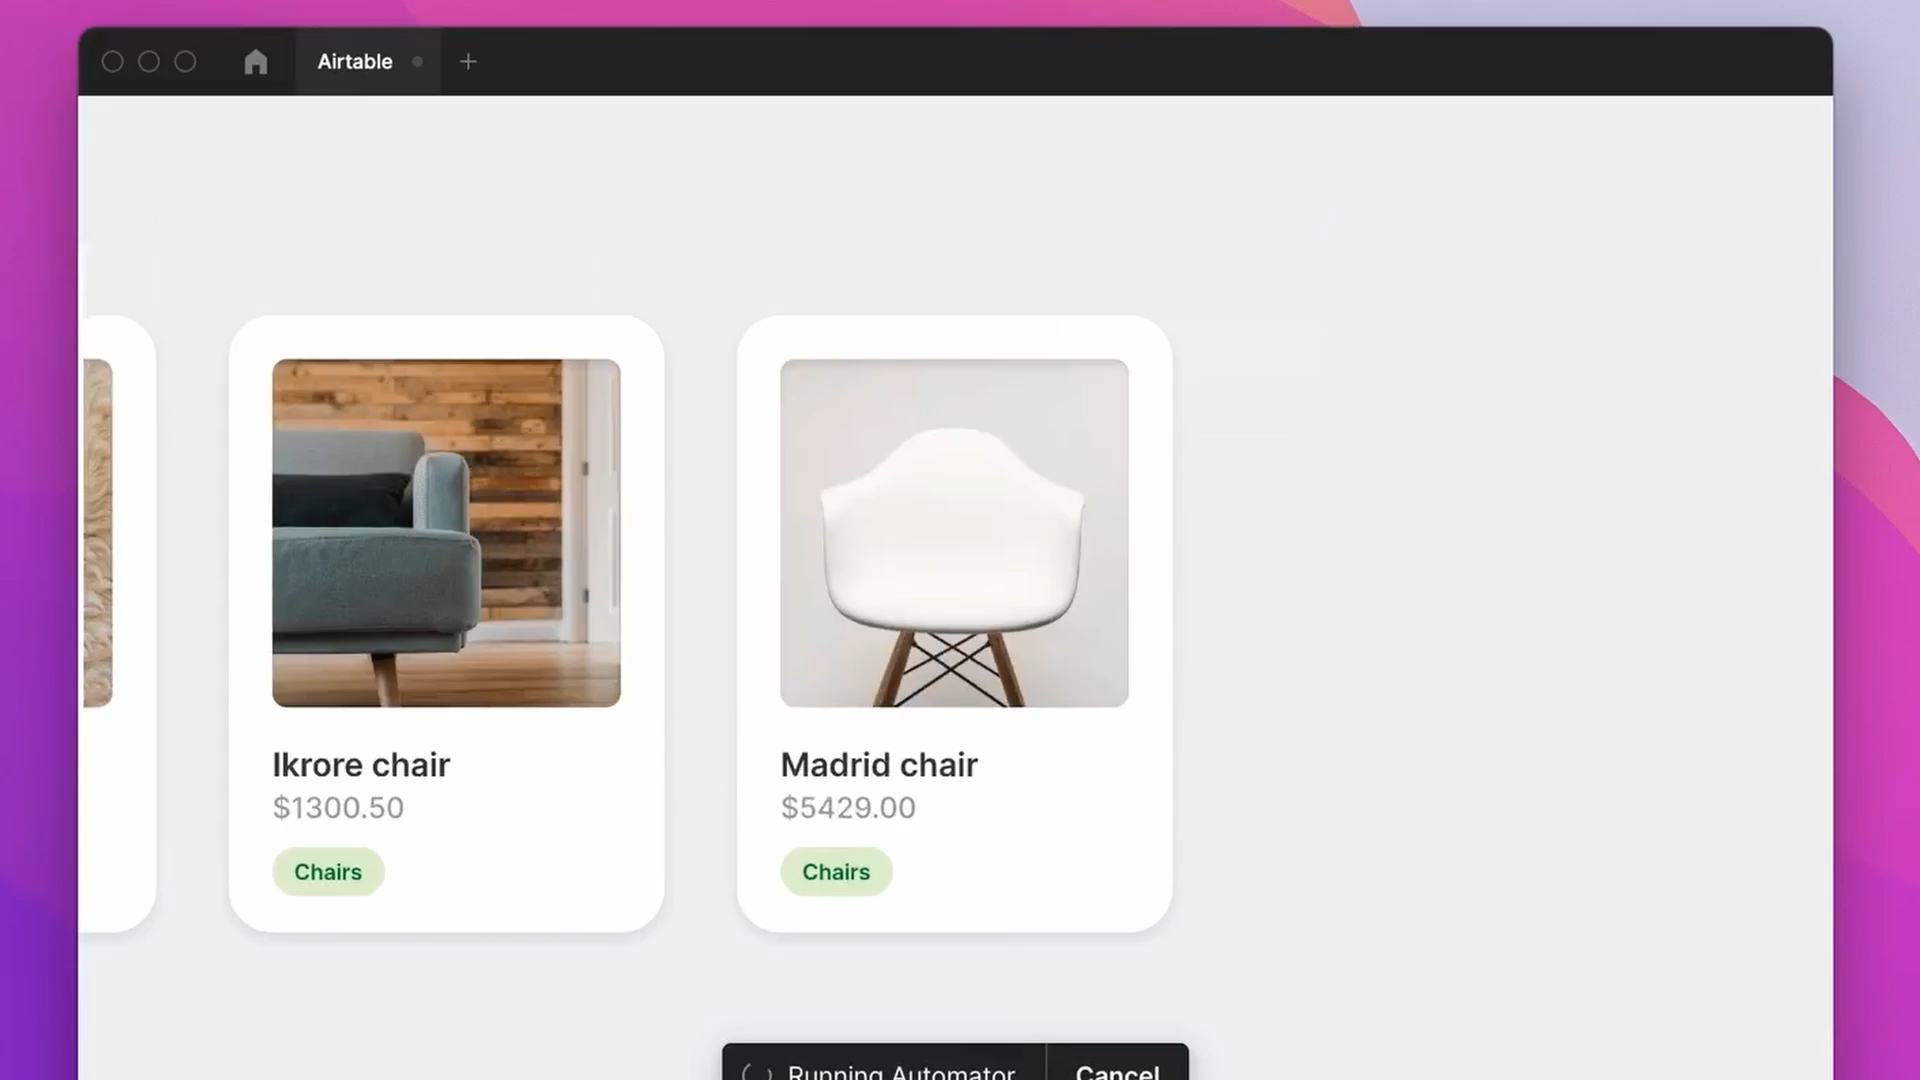 Airtable
Ikrore chair
$1300.50
Chairs
Madrid chair
$5429.00
Chairs
Running Automator
Cancel